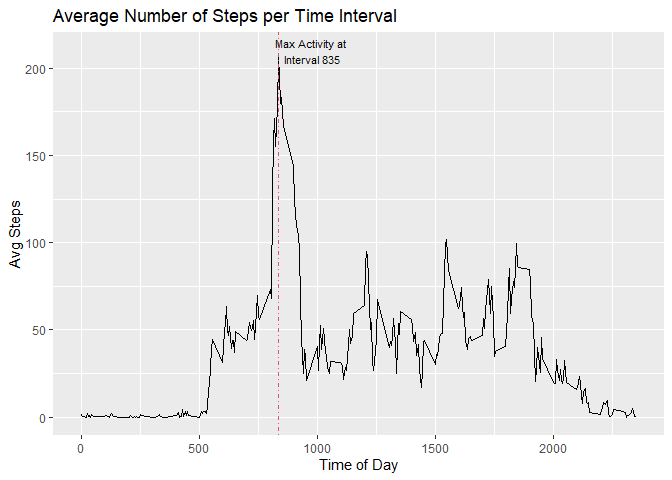 Average Number of Steps per Time Interval
Max Activity at
Interval 835
200
150
100
50
0
Avg Steps
0 500 1000 1500 2000
Time of Day